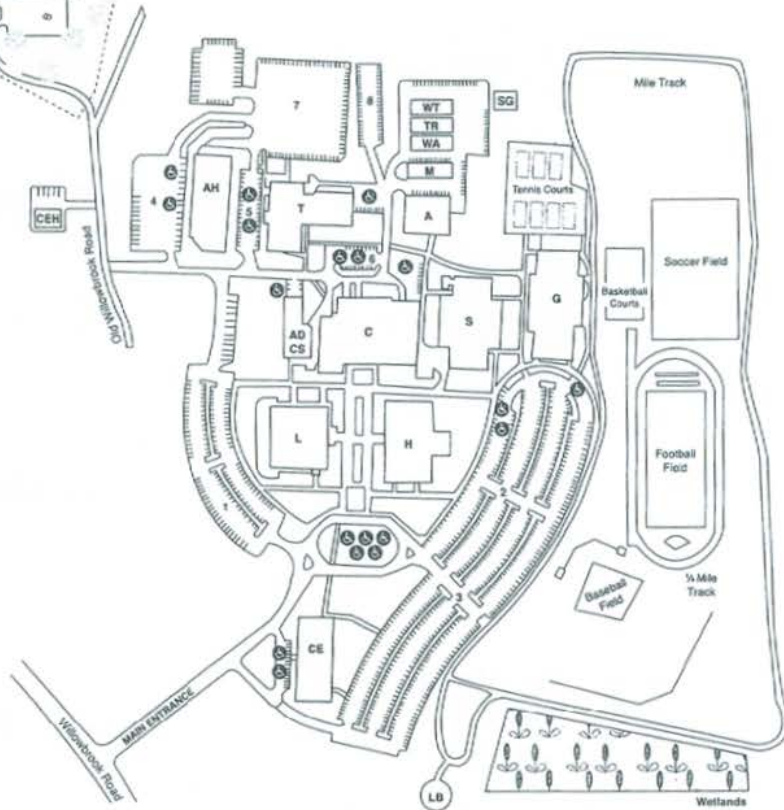 9
Mile Track
7
8
WT
SG
TR
WA
M
4
AH
5
T
A
Tennis Courts
CEH
Old Willowbrook Road
6
Soccer Field
Basketball
Courts
G
AD
CS
C
S
L
H
Football
Field
1
2
3
¼ Mile
Track
Baseball
Field
CE
MAIN ENTRANCE
Willowbrook Road
LB
Wetlands